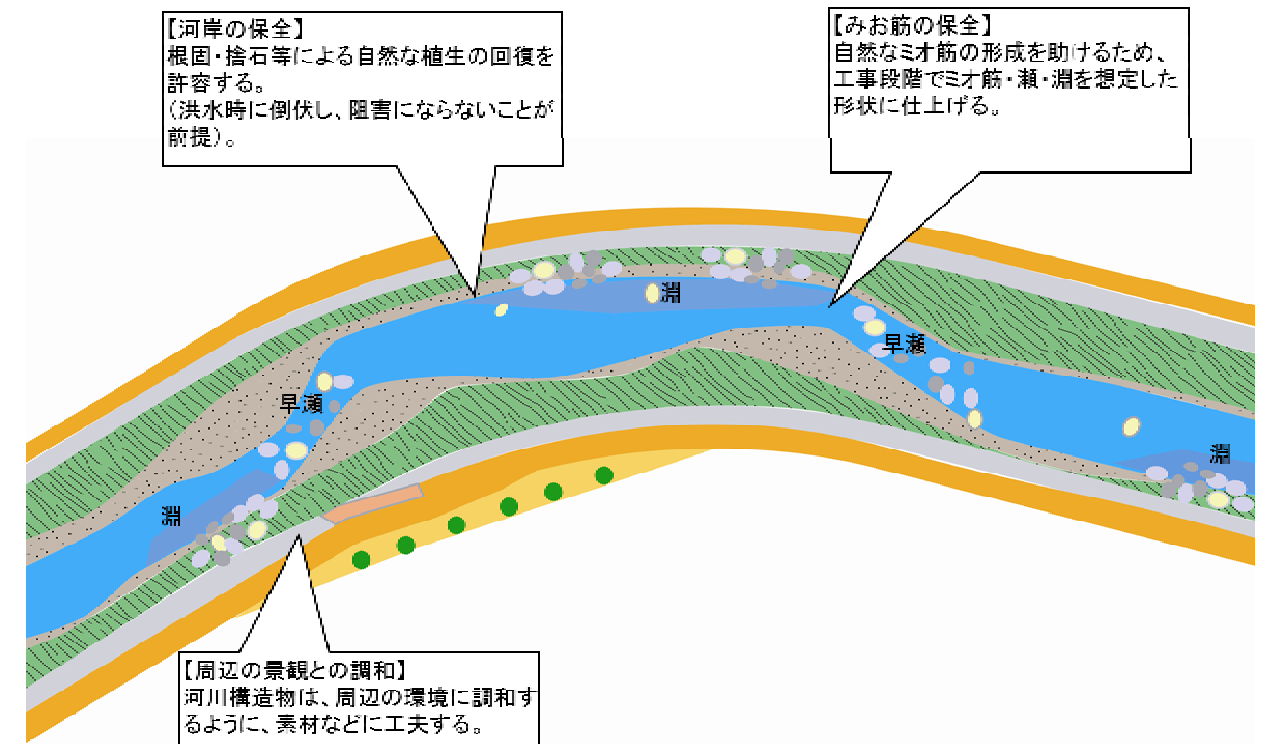 【河岸の保全】
根固・捨石等による自然な植生の回復を
許容する。
(洪水時に倒伏し、阻害にならないことが
前提)。
【みお筋の保全】
自然なミオ筋の形成を助けるため、
工事段階でミオ筋・瀬・淵を想定した
形状に仕上げる。
淵
早瀬
早瀬
淵
淵
【周辺の景観との調和】
河川構造物は、周辺の環境に調和す
るように、素材などに工夫する。